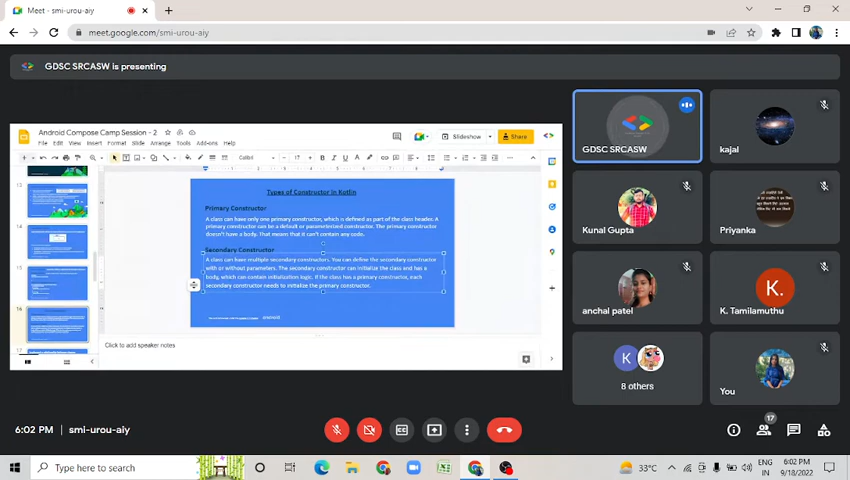 Meet - smi-urou-aiy
meet.google.com/smi-urou-aiy
GDSC SRCASW is presenting
Android Compose Camp Session - 2
File Edit View Insert Format Slide Arrange Tools Add-ons Help
Slideshow
Share
Calibri
17
B I U A
Types of Constructor in Kotlin
Primary Constructor
A class can have only one primary constructor, which is defined as part of the class header. A
primary constructor can be a default or parameterized constructor. The primary constructor
doesn't have a body. That means that it can't contain any code.
Secondary Constructor
A class can have multiple secondary constructors. You can define the secondary constructor
with or without parameters. The secondary constructor can initialize the class and has a
body, which can contain initialization logic. If the class has a primary constructor, each
secondary constructor needs to initialize the primary constructor.
13
14
15
16
17
Click to add speaker notes
GDSC SRCASW
kajal
Kunal Gupta
Priyanka
anchal patel
K.
K. Tamilamuthu
K
8 others
You
6:02 PM | smi-urou-aiy
17
Type here to search
33°C
ENG
IN
6:02 PM
9/18/2022